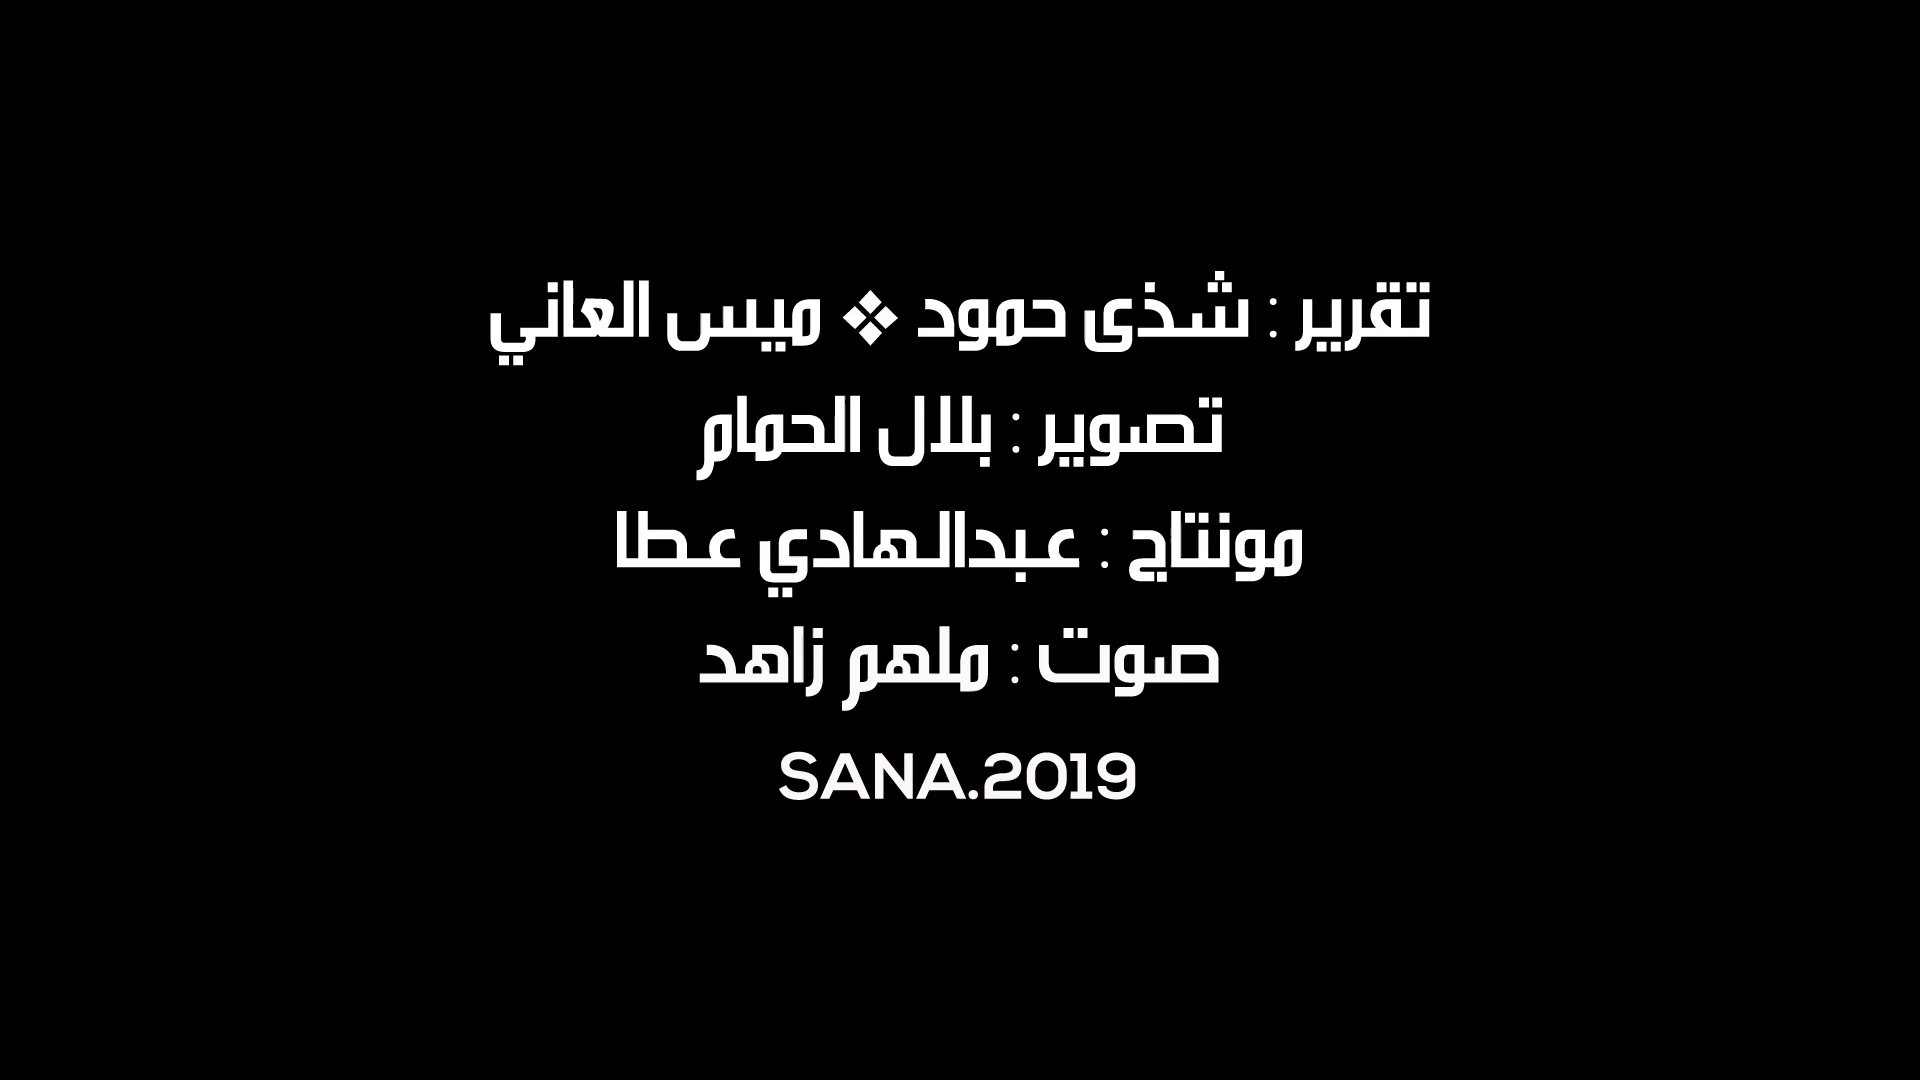 تقرير : شذى حمود ❖ ميس العاني
تصوير : بلال الحمام
مونتاج : عبدالهادي عطا
صوت : ملهم زاهد
SANA.2019